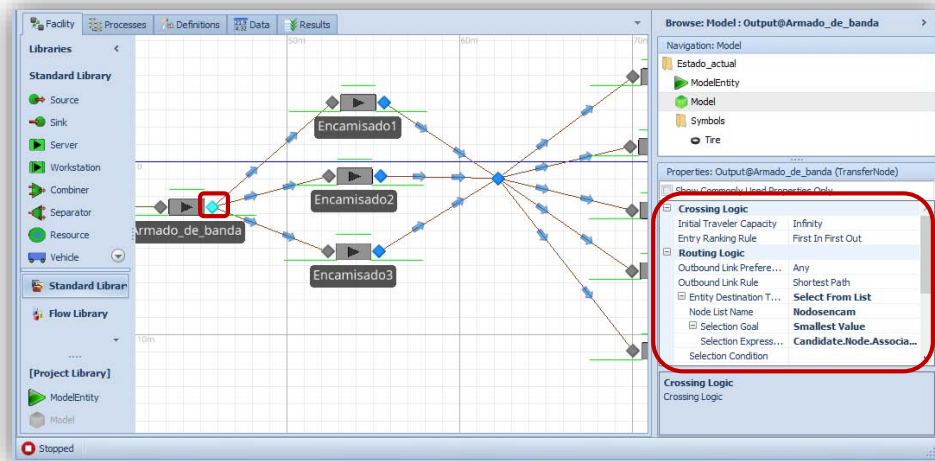 Facility
Processes
Definitions
Data
Results
Libraries
Standard Library
Source
Sink
Server
Workstation
Combiner
Separator
Resource
Vehicle
Standard Librar
Flow Library
[Project Library]
ModelEntity
Model
Stopped
50m
60m
70m
0
10m
Encamisado1
Encamisado2
Armado_de_banda
Encamisado3
Browse: Model : Output@Armado_de_banda
Navigation: Model
Estado_actual
ModelEntity
Model
Symbols
Tire
Properties: Output@Armado_de_banda (TransferNode)
Show Commonly Used Properties Only
Crossing Logic
Initial Traveler Capacity Infinity
Entry Ranking Rule First In First Out
Routing Logic
Outbound Link Prefere... Any
Outbound Link Rule Shortest Path
Entity Destination T... Select From List
Node List Name Nodosencam
Selection Goal Smallest Value
Selection Express... Candidate.Node.Associa...
Selection Condition
Crossing Logic
Crossing Logic